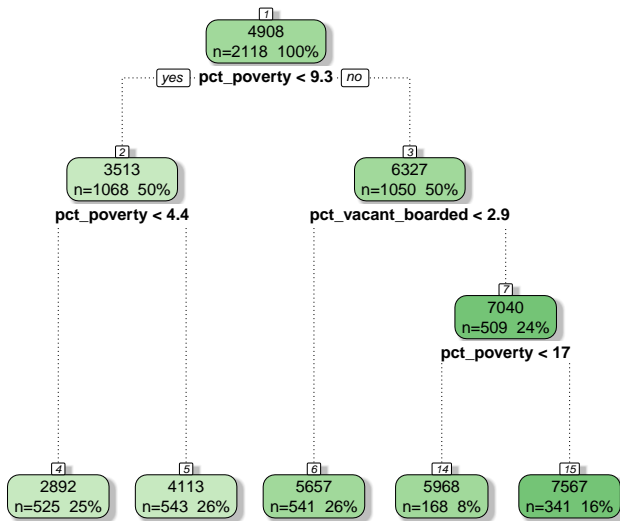 1
4908
n=2118 100%
yes pct_poverty < 9.3 no
2
3513
n=1068 50%
pct_poverty < 4.4
3
6327
n=1050 50%
pct_vacant_boarded < 2.9
7
7040
n=509 24%
pct_poverty < 17
4
2892
n=525 25%
5
4113
n=543 26%
6
5657
n=541 26%
14
5968
n=168 8%
15
7567
n=341 16%